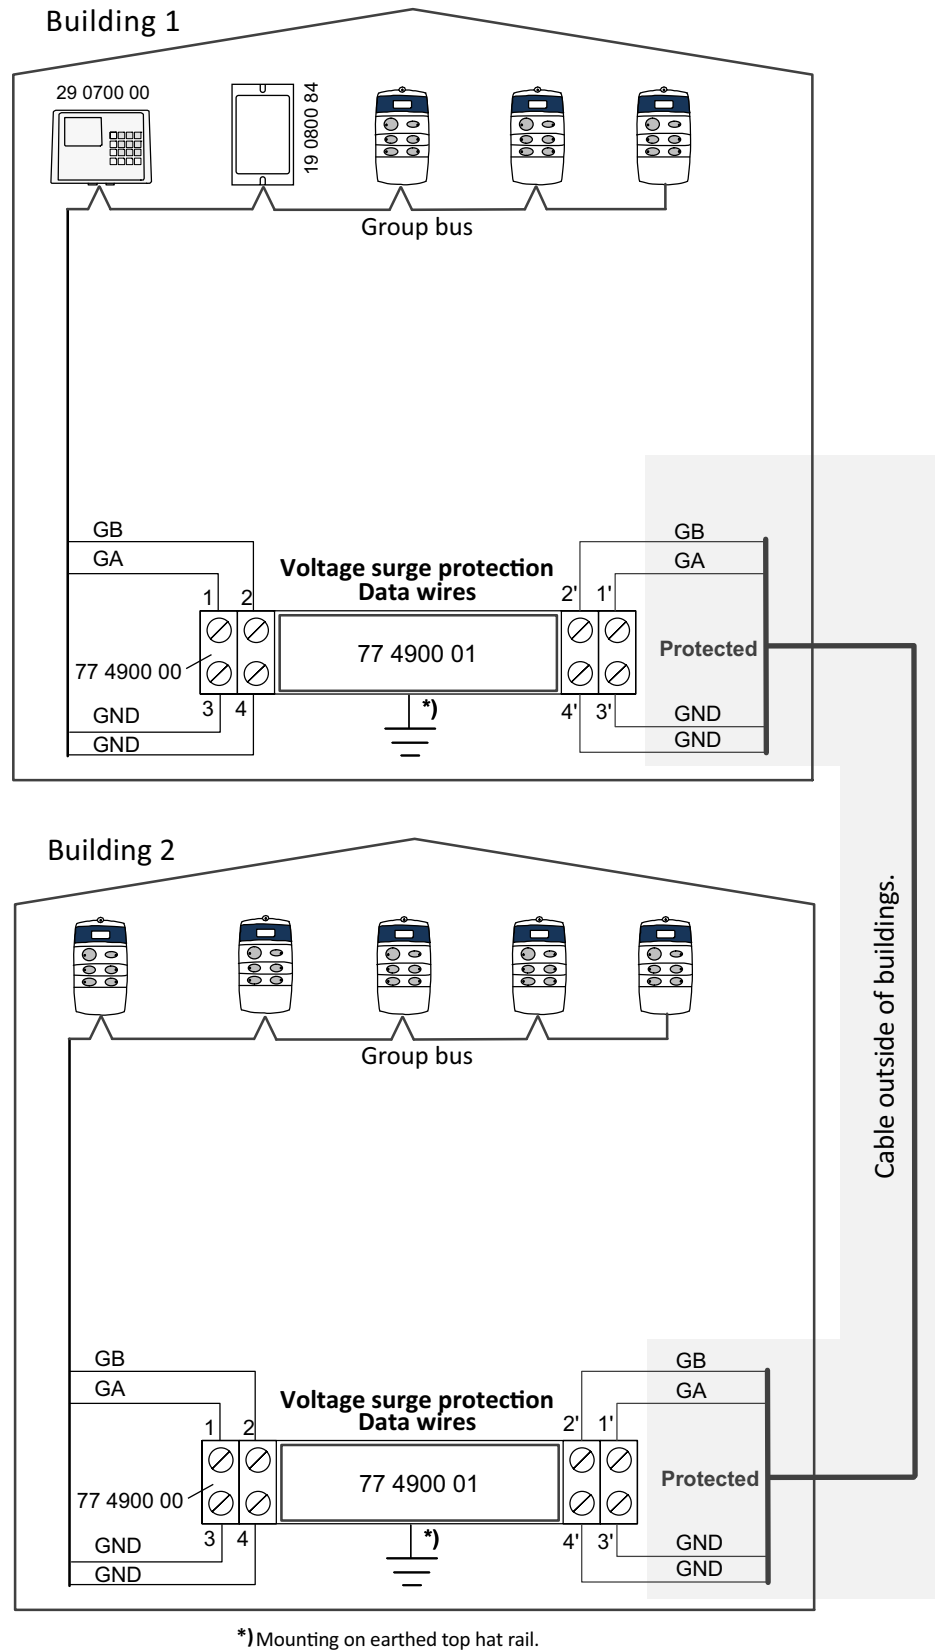 Building 1
29 0700 00
19 0800 84
Group bus
GB
GA
GB
GA
Voltage surge protection
Data wires
1 2
2' 1'
77 4900 00
77 4900 01
Protected
3 4
*)
4' 3'
GND
GND
GND
GND
Building 2
Cable outside of buildings.
Group bus
GB
GA
GB
GA
Voltage surge protection
Data wires
1 2
2' 1'
77 4900 00
77 4900 01
Protected
3 4
*)
4' 3'
GND
GND
GND
GND
*) Mounting on earthed top hat rail.